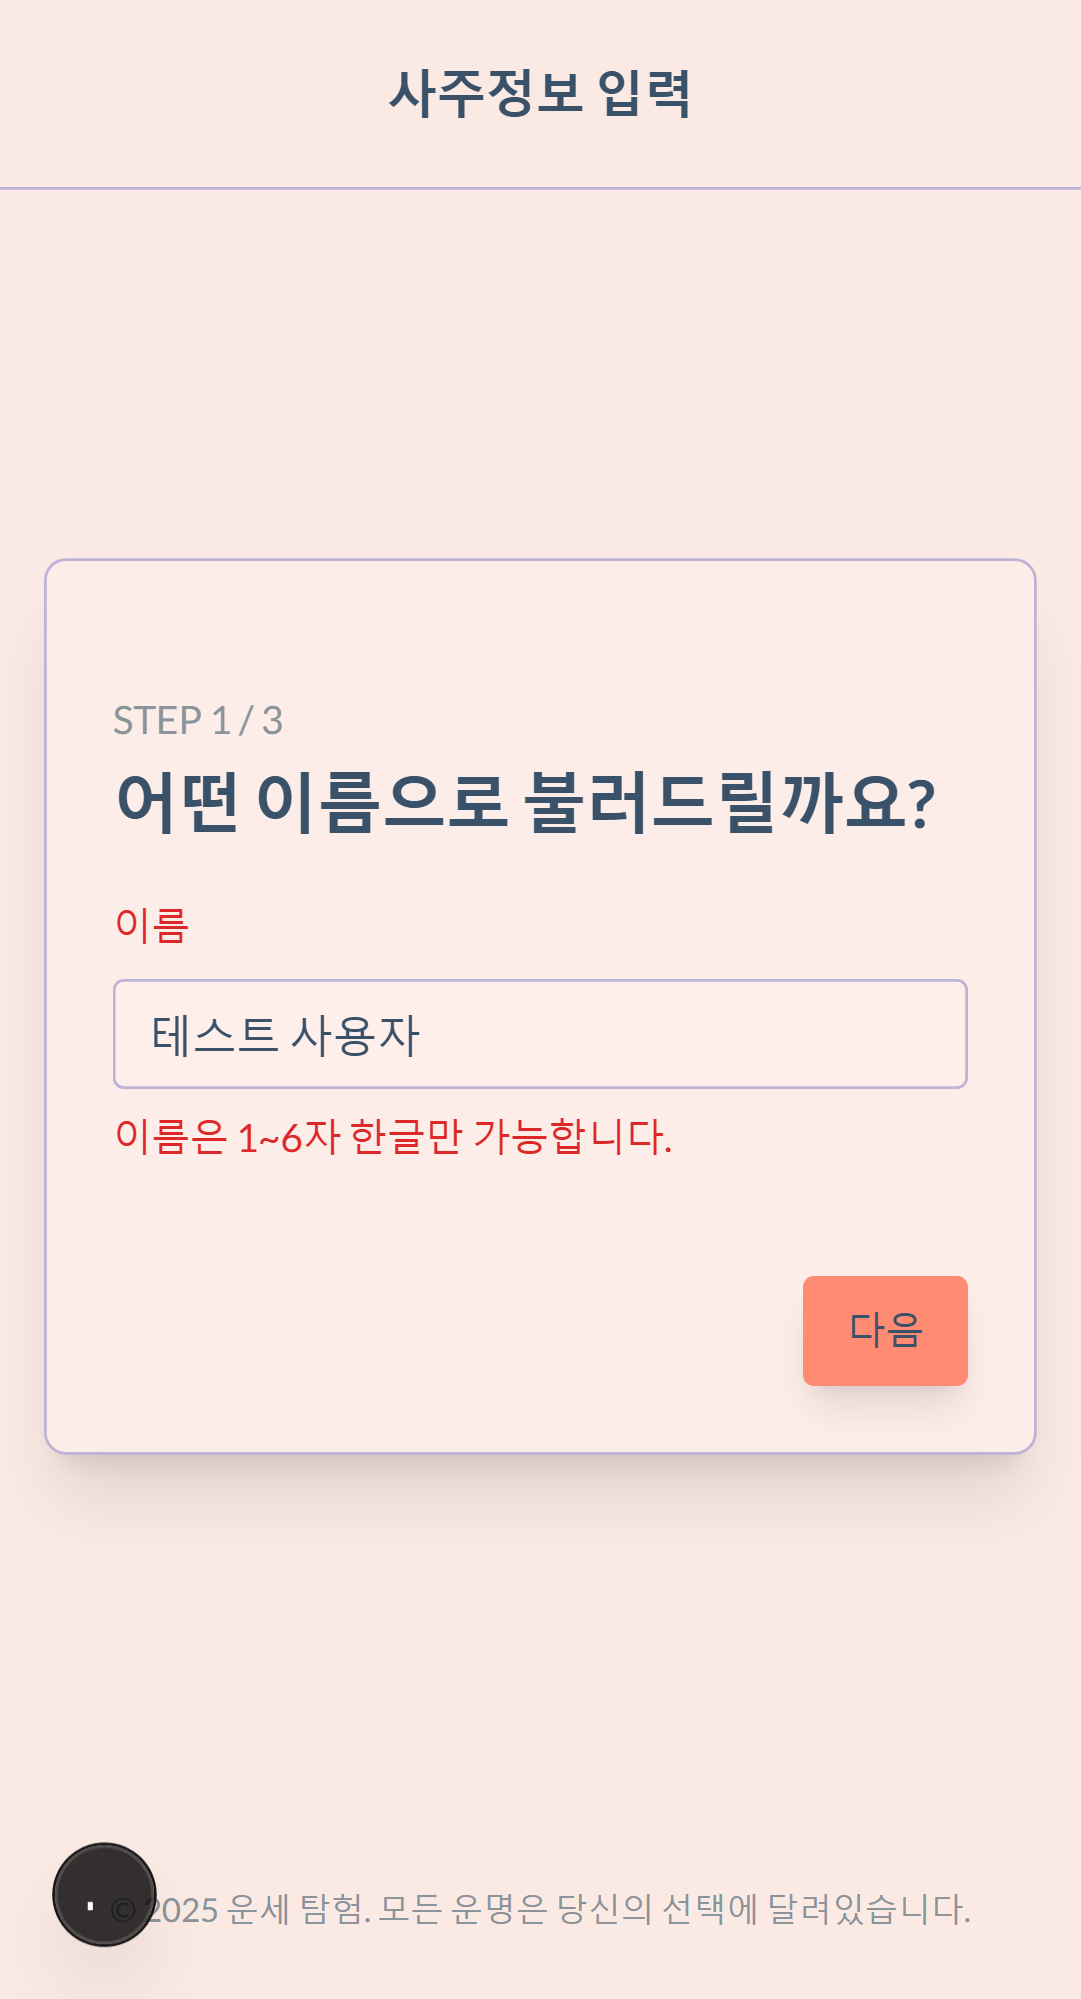 사주정보 입력
STEP 1 / 3
어떤 이름으로 불러드릴까요?
이름
테스트 사용자
이름은 1~6자 한글만 가능합니다.
다음
© 2025 운세 탐험. 모든 운명은 당신의 선택에 달려있습니다.